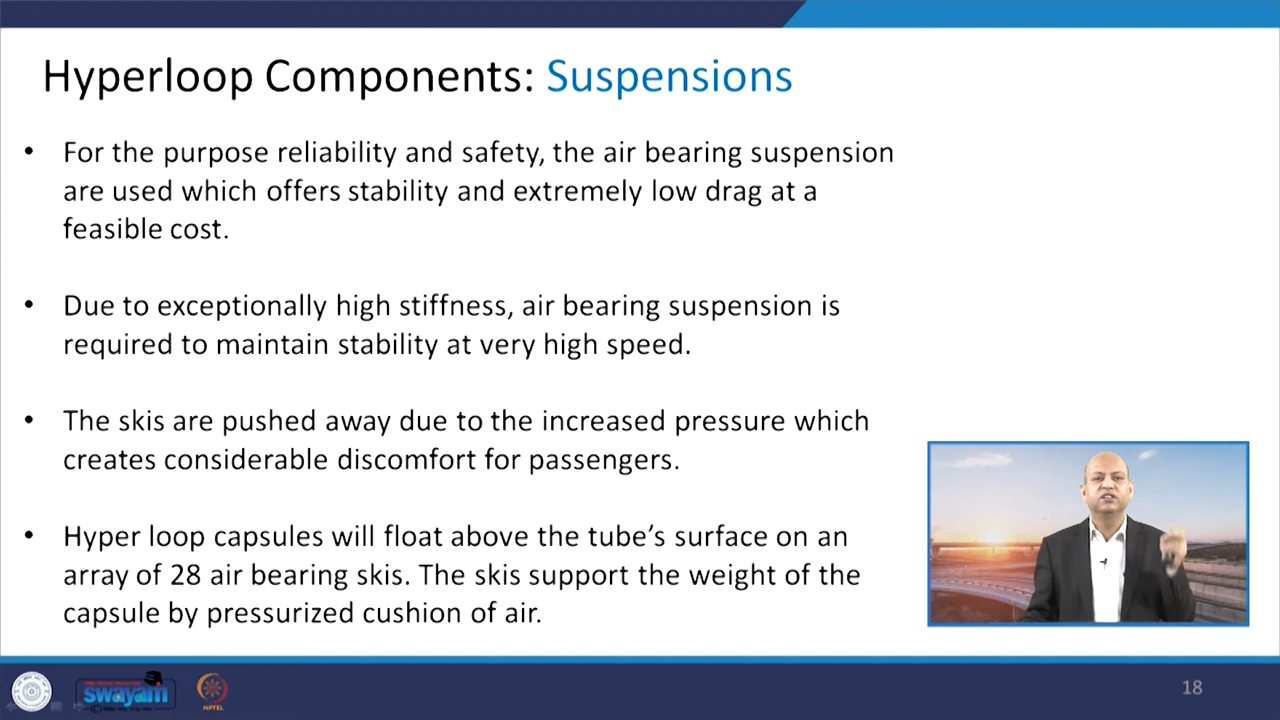 Hyperloop Components: Suspensions
• For the purpose reliability and safety, the air bearing suspension
are used which offers stability and extremely low drag at a
feasible cost.
• Due to exceptionally high stiffness, air bearing suspension is
required to maintain stability at very high speed.
• The skis are pushed away due to the increased pressure which
creates considerable discomfort for passengers.
• Hyper loop capsules will float above the tube’s surface on an
array of 28 air bearing skis. The skis support the weight of the
capsule by pressurized cushion of air.
swayam
NPTEL
18